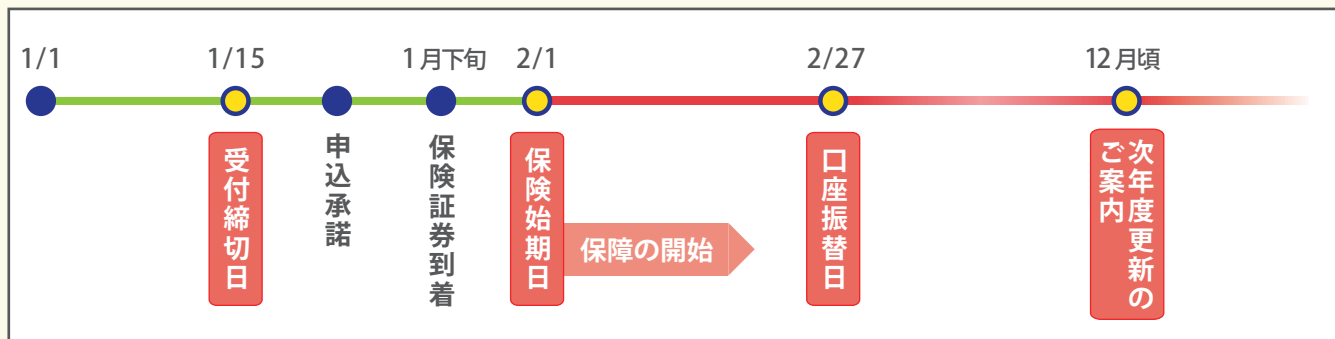 1/1
1/15
1月下旬
2/1
2/27
12月頃
受付締切日
申込承諾
保険証券到着
保険始期日
保障の開始
口座振替日
次年度更新の
ご案内